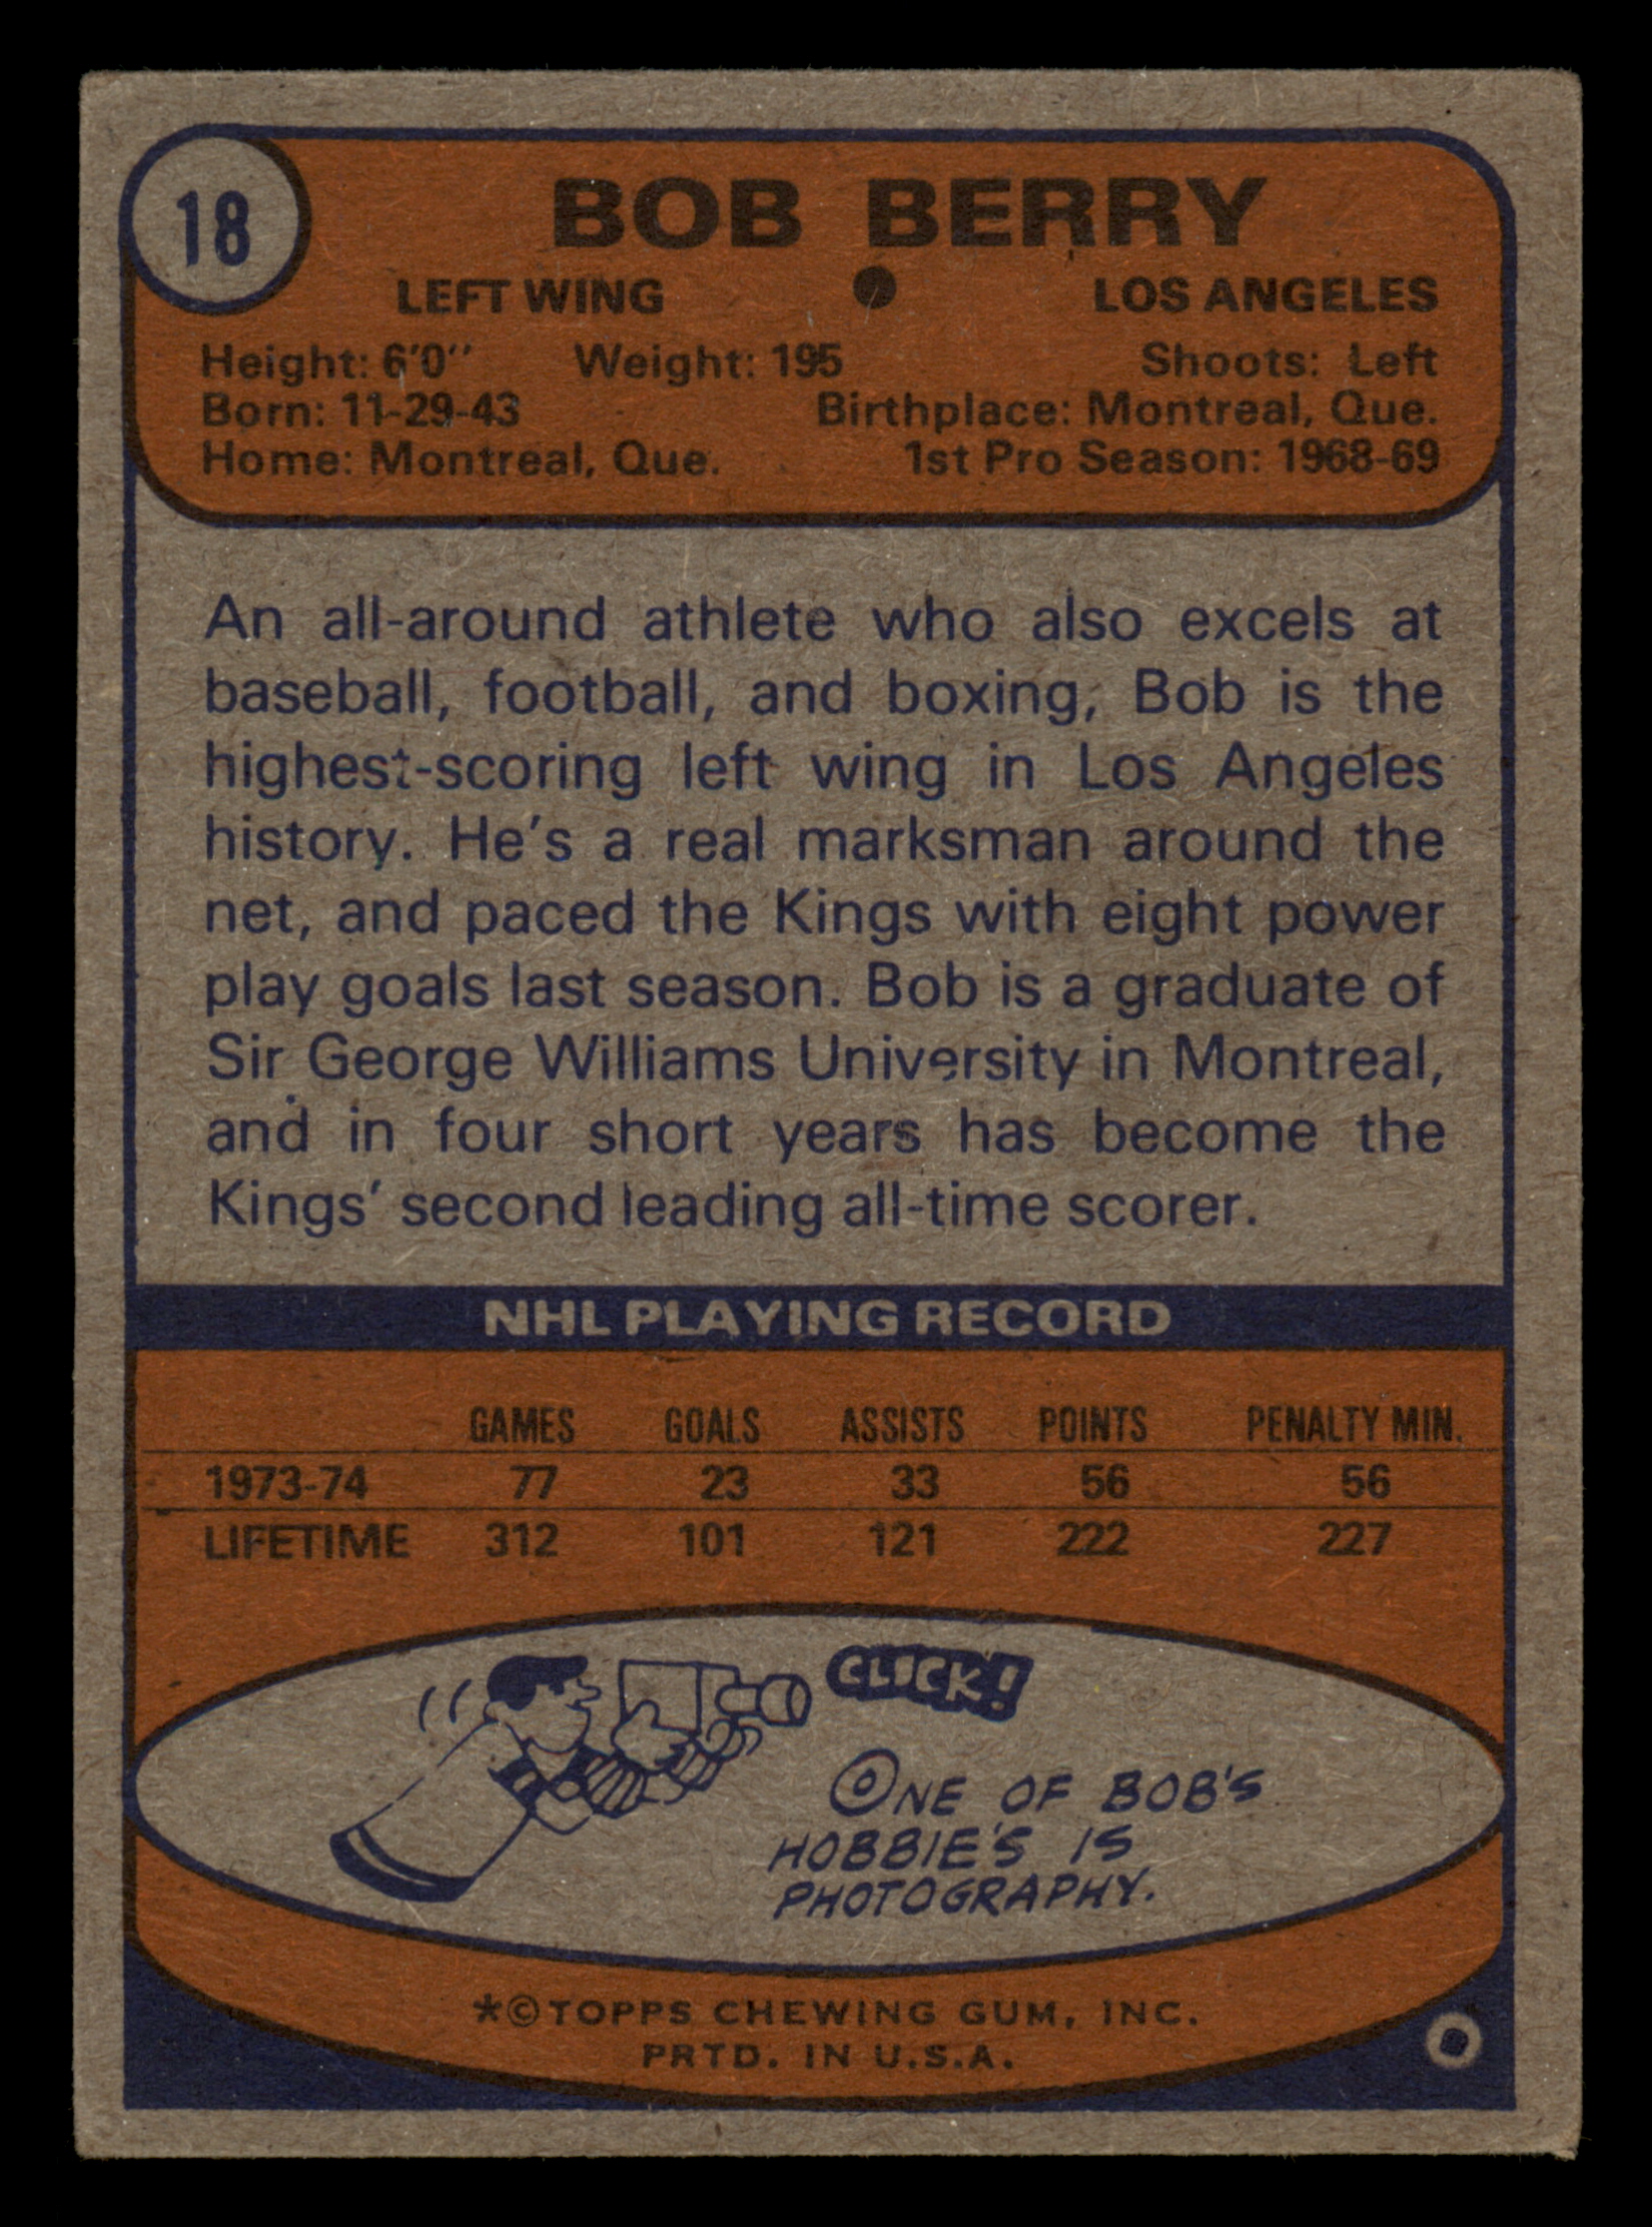 18
BOB BERRY
LEFT WING ● LOS ANGELES
Height: 6'0'' Weight: 195 Shoots: Left
Born: 11-29-43 Birthplace: Montreal, Que.
Home: Montreal, Que. 1st Pro Season: 1968-69
An all-around athlete who also excels at
baseball, football, and boxing, Bob is the
highest-scoring left wing in Los Angeles
history. He's a real marksman around the
net, and paced the Kings with eight power
play goals last season. Bob is a graduate of
Sir George Williams University in Montreal,
and in four short years has become the
Kings' second leading all-time scorer.
NHL PLAYING RECORD
GAMES GOALS ASSISTS POINTS PENALTY MIN.
1973-74 77 23 33 56 56
LIFETIME 312 101 121 222 227
CLICK!
ONE OF BOB'S
HOBBIE'S IS
PHOTOGRAPHY.
*©TOPPS CHEWING GUM, INC.
PRTD. IN U.S.A.